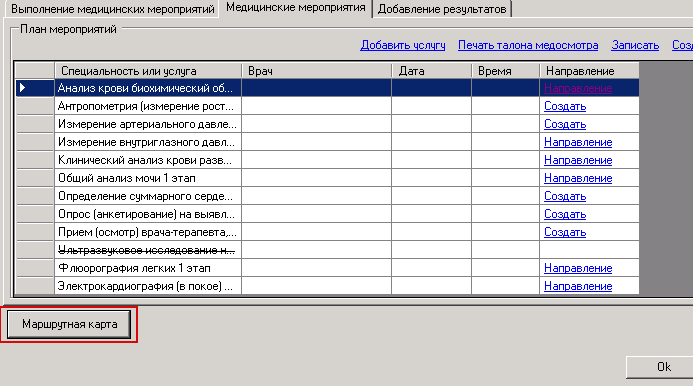 Выполнение медицинских мероприятий Медицинские мероприятия Добавление результатов
План мероприятий
Добавить услугу Печать талона медосмотра Записать Соз
Специальность или услуга Врач Дата Время Направление
Анализ крови биохимический об... Направление
Антропометрия (измерение рост... Создать
Измерение артериального давле... Создать
Измерение внутриглазного давл... Направление
Клинический анализ крови разв... Направление
Общий анализ мочи 1 этап Направление
Определение суммарного серде... Создать
Опрос (анкетирование) на выявл... Создать
Прием (осмотр) врача-терапевта,... Создать
Ультразвуковое исследование н...
Флюорография легких 1 этап Направление
Электрокардиография (в покое) ... Направление
Маршрутная карта
Ok